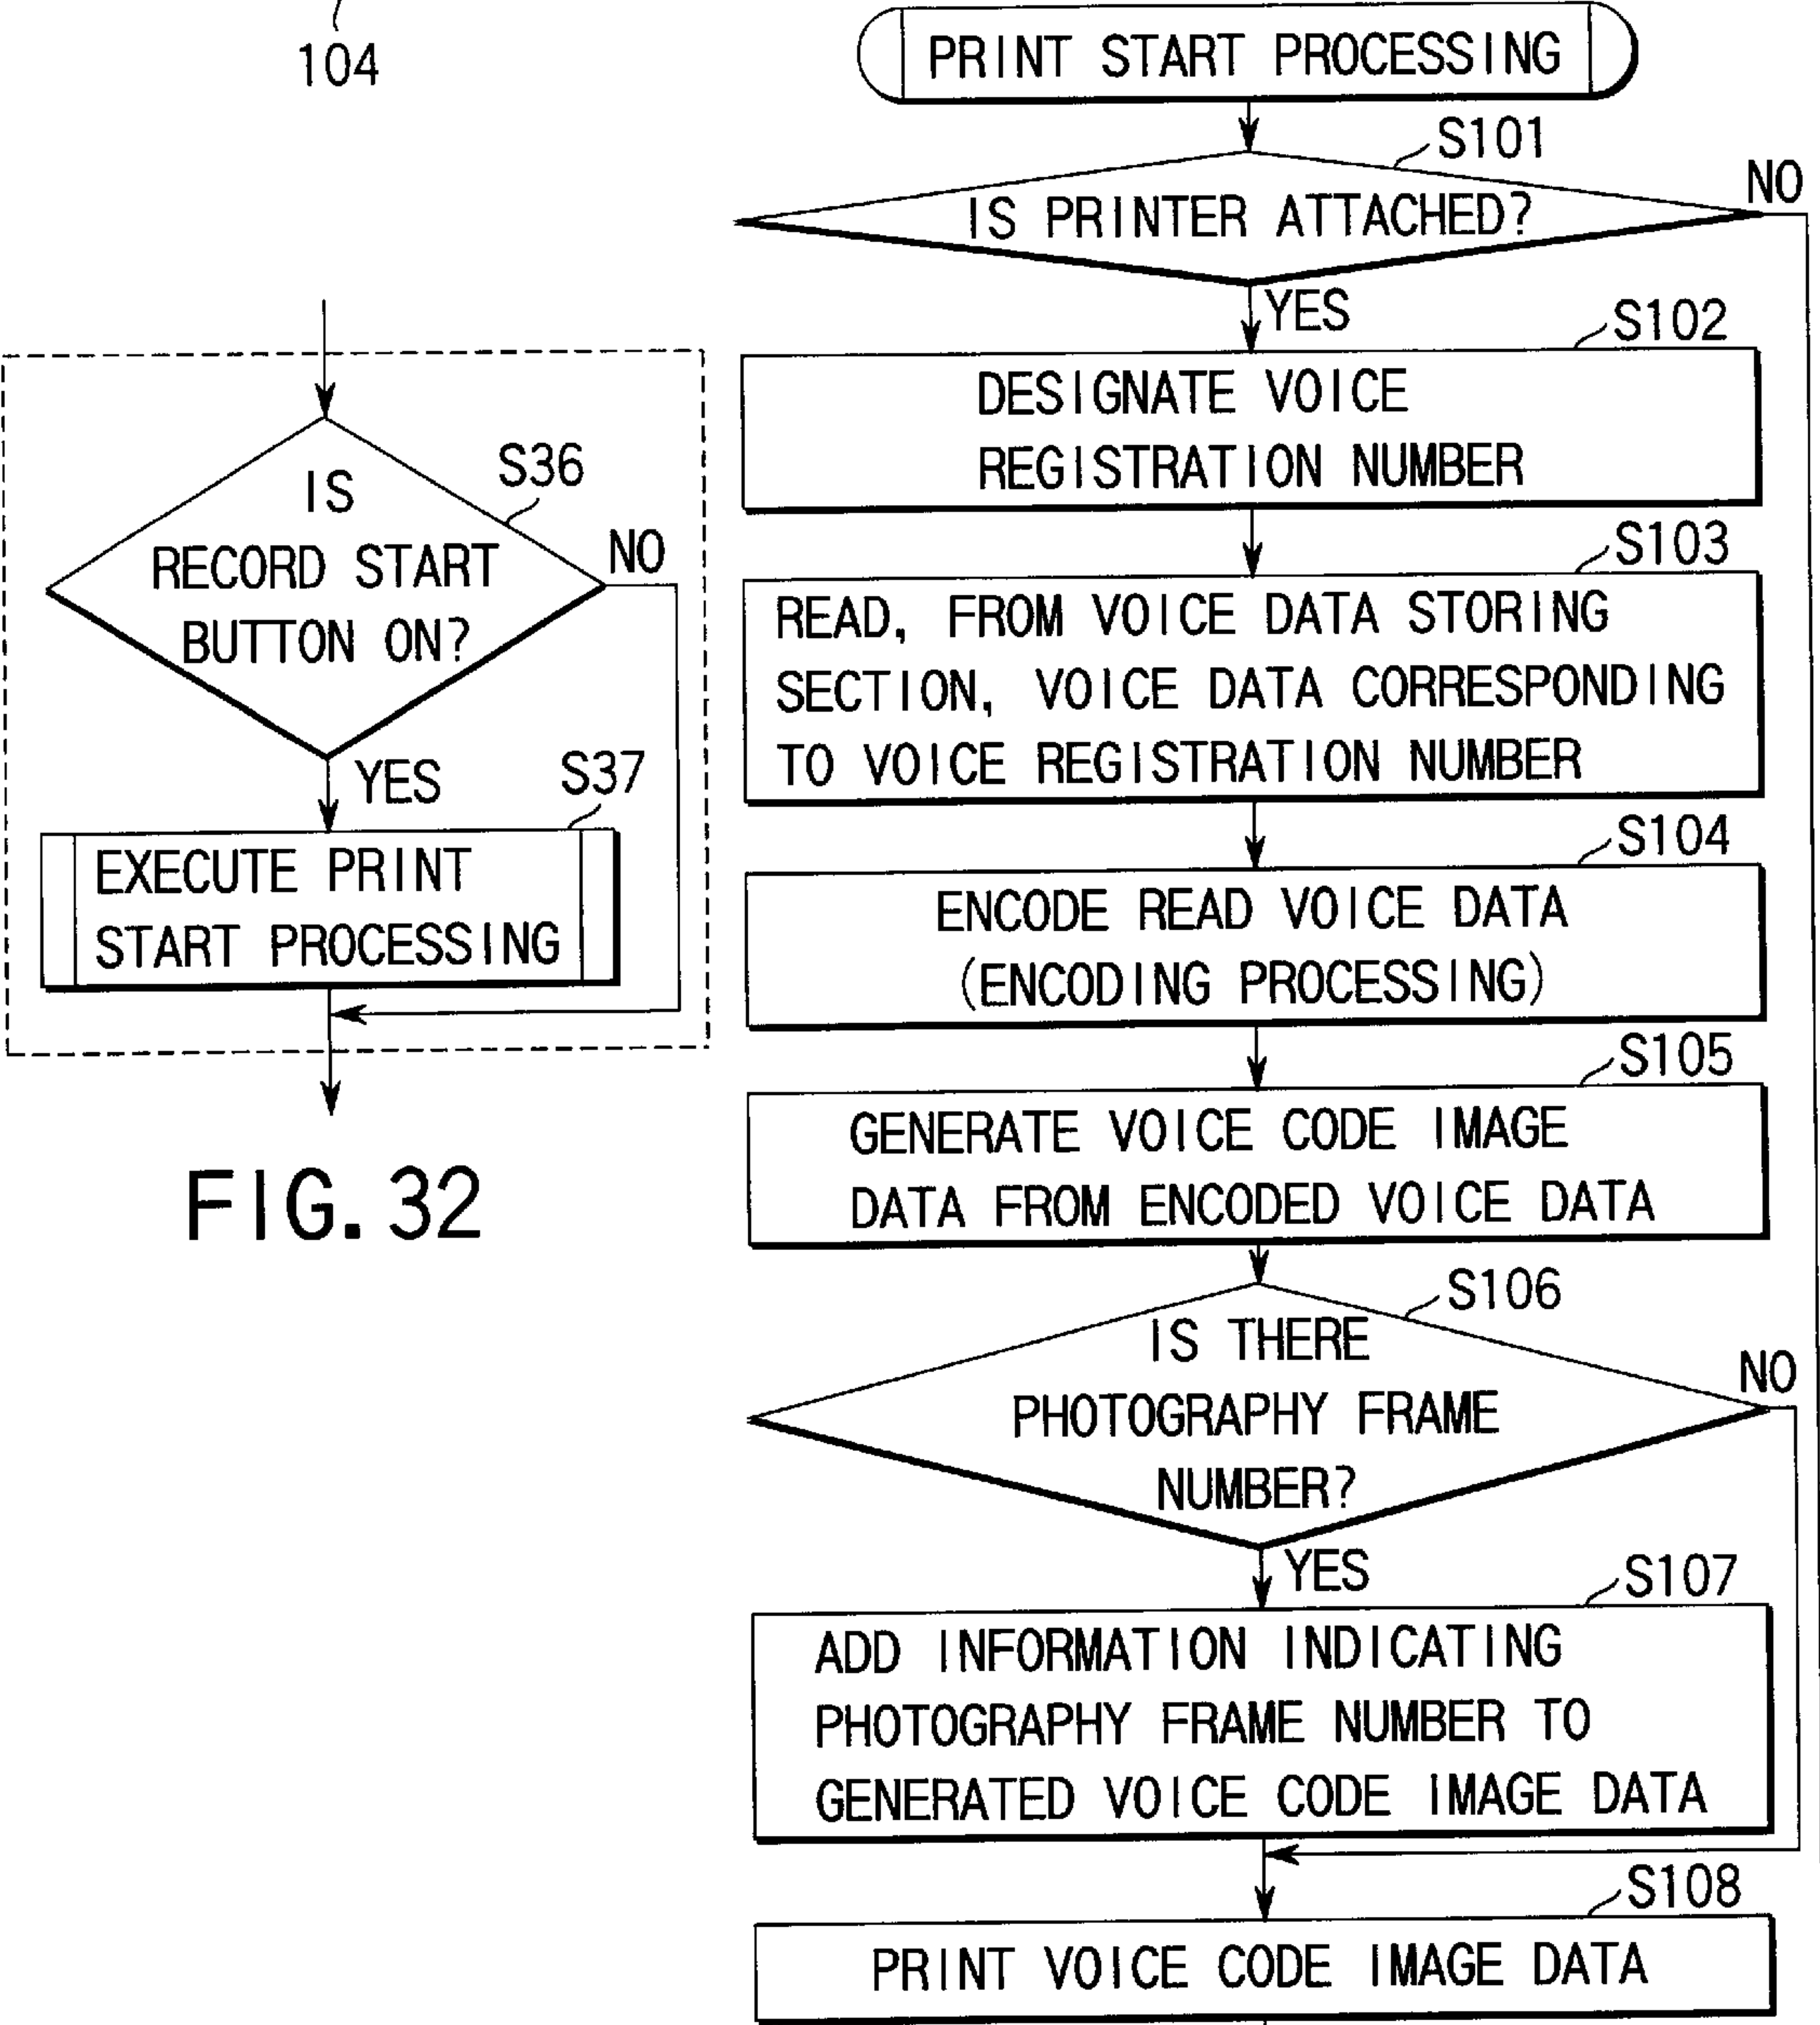 104
IS
S36
RECORD START
NO
BUTTON ON?
YES
S37
EXECUTE PRINT
START PROCESSING
FIG. 32
PRINT START PROCESSING
S101
NO
IS PRINTER ATTACHED?
YES
S102
DESIGNATE VOICE
REGISTRATION NUMBER
S103
READ, FROM VOICE DATA STORING
SECTION, VOICE DATA CORRESPONDING
TO VOICE REGISTRATION NUMBER
S104
ENCODE READ VOICE DATA
(ENCODING PROCESSING)
S105
GENERATE VOICE CODE IMAGE
DATA FROM ENCODED VOICE DATA
S106
IS THERE
NO
PHOTOGRAPHY FRAME
NUMBER?
YES
S107
ADD INFORMATION INDICATING
PHOTOGRAPHY FRAME NUMBER TO
GENERATED VOICE CODE IMAGE DATA
S108
PRINT VOICE CODE IMAGE DATA